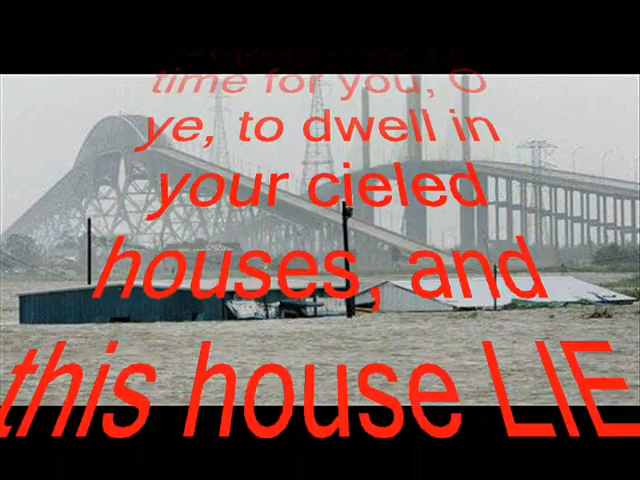 time for you, O
ye, to dwell in
your cieled
houses, and
this house LIE